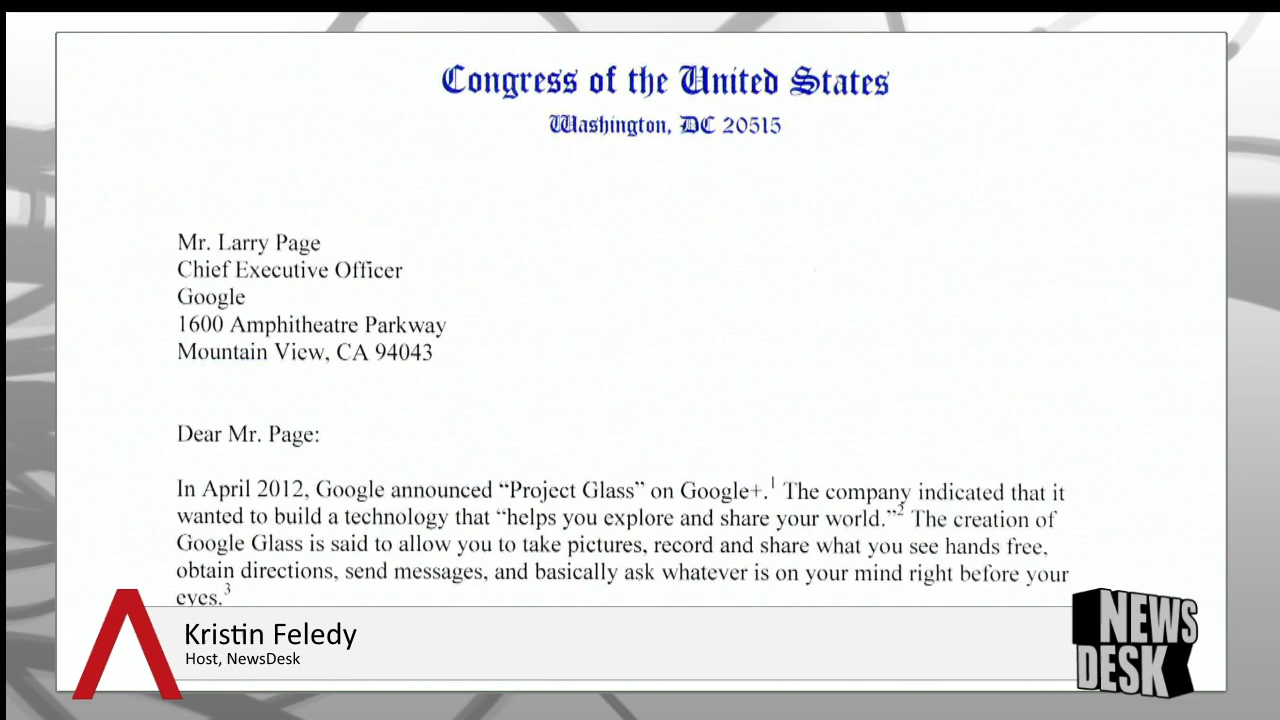 Congress of the United States
Washington, DC 20515
Mr. Larry Page
Chief Executive Officer
Google
1600 Amphitheatre Parkway
Mountain View, CA 94043
Dear Mr. Page:
In April 2012, Google announced “Project Glass” on Google+.1 The company indicated that it
wanted to build a technology that “helps you explore and share your world.”2 The creation of
Google Glass is said to allow you to take pictures, record and share what you see hands free,
obtain directions, send messages, and basically ask whatever is on your mind right before your
eyes.3
Kristin Feledy
Host, NewsDesk
NEWS
DESK